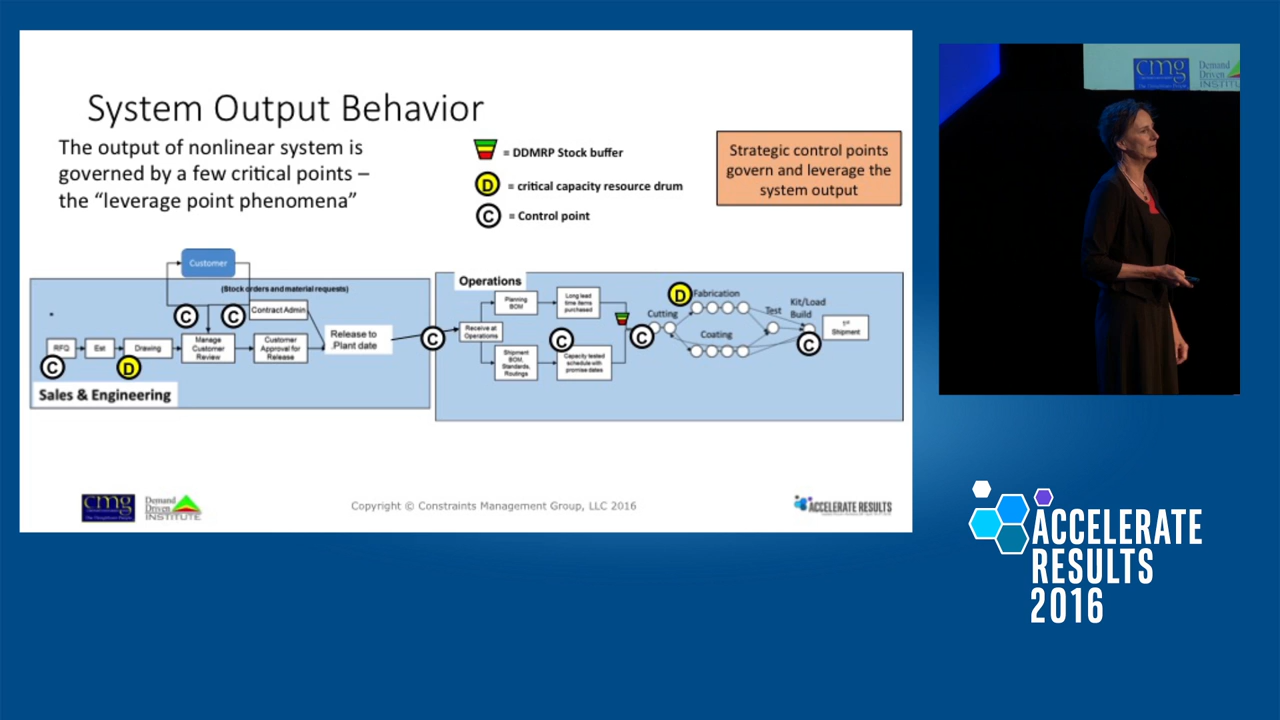 System Output Behavior
The output of nonlinear system is
governed by a few critical points –
the “leverage point phenomena”
= DDMRP Stock buffer
D = critical capacity resource drum
C = Control point
Strategic control points
govern and leverage the
system output
Customer
(Stock orders and material requests)
C
C
Contract Admin
RFQ
Est
Drawing
Manage
Customer
Review
Customer
Approval for
Release
Release to
Plant date
C
D
Sales & Engineering
C
Operations
Planning
BOM
Long lead
time items
purchased
Receive at
Operations
Shipment
BOM,
Standards,
Routings
C
Capacity tested
schedule with
promise dates
Cutting
C
D
Fabrication
Coating
Test
Kit/Load
Build
C
1st
Shipment
cmg
Demand
Driven
INSTITUTE
Copyright © Constraints Management Group, LLC 2016
ACCELERATE RESULTS
cmg
Demand
Driven
INSTITUTE
ACCELERATE
RESULTS
2016